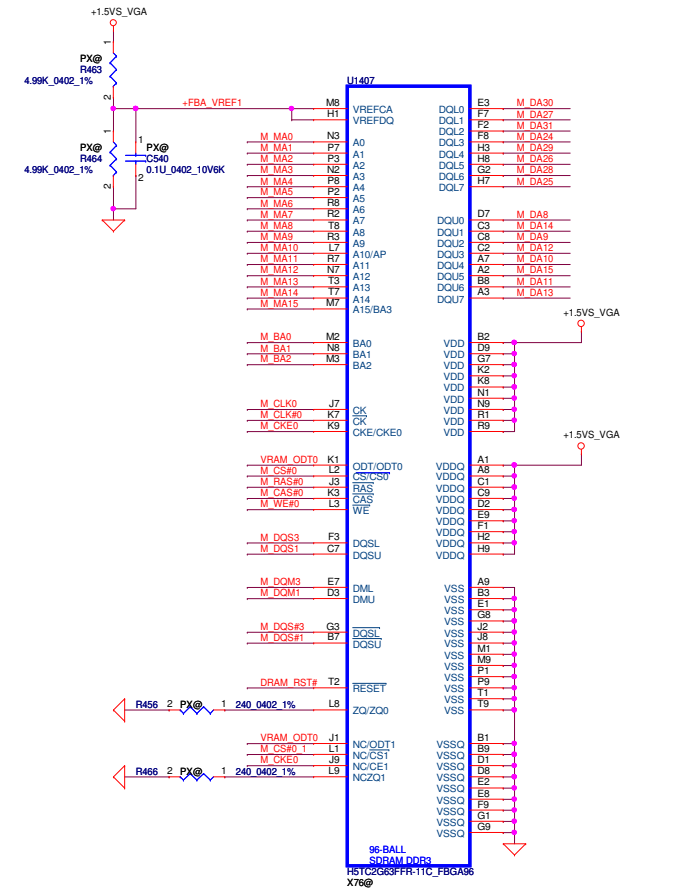 +1.5VS_VGA
1
PX@
R463
4.99K_0402_1%
2
+FBA_VREF1
PX@
R464
4.99K_0402_1%
1
2
1
PX@
C540
0.1U_0402_10V6K
2
U1407
M8 VREFCA
H1 VREFDQ
M_MA0 N3 A0
M_MA1 P7 A1
M_MA2 P3 A2
M_MA3 N2 A3
M_MA4 P8 A4
M_MA5 P2 A5
M_MA6 R8 A6
M_MA7 R2 A7
M_MA8 T8 A8
M_MA9 R3 A9
M_MA10 L7 A10/AP
M_MA11 R7 A11
M_MA12 N7 A12
M_MA13 T3 A13
M_MA14 T7 A14
M_MA15 M7 A15/BA3
M_BA0 M2 BA0
M_BA1 N8 BA1
M_BA2 M3 BA2
M_CLK0 J7 CK
M_CLK#0 K7 CK
M_CKE0 K9 CKE/CKE0
VRAM_ODT0 K1 ODT/ODT0
M_CS#0 L2 CS/CS0
M_RAS#0 J3 RAS
M_CAS#0 K3 CAS
M_WE#0 L3 WE
M_DQS3 F3 DQSL
M_DQS1 C7 DQSU
M_DQM3 E7 DML
M_DQM1 D3 DMU
M_DQS#3 G3 DQSL
M_DQS#1 B7 DQSU
DRAM_RST# T2 RESET
R456 2 PX@ 1 240_0402_1% L8 ZQ/ZQ0
VRAM_ODT0 J1 NC/ODT1
M_CS#0_1 L1 NC/CS1
M_CKE0 J9 NC/CE1
R466 2 PX@ 1 240_0402_1% L9 NCZQ1
DQL0 E3 M_DA30
DQL1 F7 M_DA27
DQL2 F2 M_DA31
DQL3 F8 M_DA24
DQL4 H3 M_DA29
DQL5 H8 M_DA26
DQL6 G2 M_DA28
DQL7 H7 M_DA25
DQU0 D7 M_DA8
DQU1 C3 M_DA14
DQU2 C8 M_DA9
DQU3 C2 M_DA12
DQU4 A7 M_DA10
DQU5 A2 M_DA15
DQU6 B8 M_DA11
DQU7 A3 M_DA13
+1.5VS_VGA
VDD B2
VDD D9
VDD G7
VDD K2
VDD K8
VDD N1
VDD N9
VDD R1
VDD R9
+1.5VS_VGA
VDDQ A1
VDDQ A8
VDDQ C1
VDDQ C9
VDDQ D2
VDDQ E9
VDDQ F1
VDDQ H2
VDDQ H9
VSS A9
VSS B3
VSS E1
VSS G8
VSS J2
VSS J8
VSS M1
VSS M9
VSS P1
VSS P9
VSS T1
VSS T9
VSSQ B1
VSSQ B9
VSSQ D1
VSSQ D8
VSSQ E2
VSSQ E8
VSSQ F9
VSSQ G1
VSSQ G9
96-BALL
SDRAM DDR3
H5TC2G63FFR-11C_FBGA96
X76@